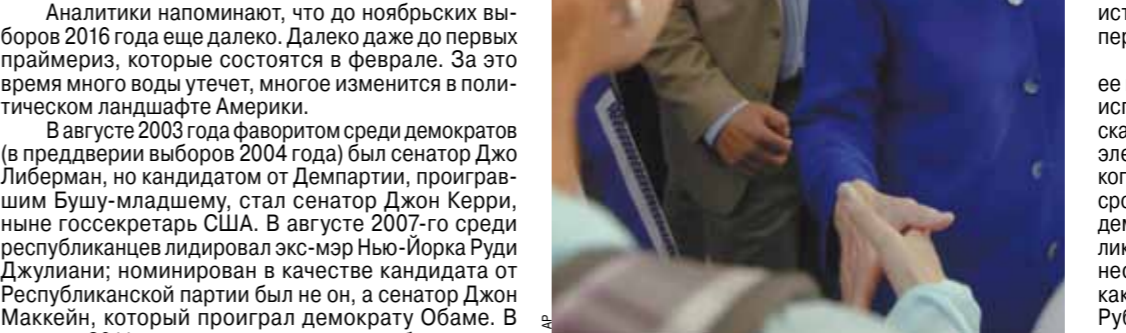 Аналитики напоминают, что до ноябрьских вы-
боров 2016 года еще далеко. Далеко даже до первых
праймериз, которые состоятся в феврале. За это
время много воды утечет, многое изменится в поли-
тическом ландшафте Америки.
В августе 2003 года фаворитом среди демократов
(в преддверии выборов 2004 года) был сенатор Джо
Либерман, но кандидатом от Демпартии, проиграв-
шим Бушу-младшему, стал сенатор Джон Керри,
ныне госсекретарь США. В августе 2007-го среди
республиканцев лидировал экс-мэр Нью-Йорка Руди
Джулиани; номинирован в качестве кандидата от
Республиканской партии был не он, а сенатор Джон
Маккейн, который проиграл демократу Обаме. В
AP
ист
пер
ее
исп
ска
эле
ког
сро
дем
лик
нес
как
Руб